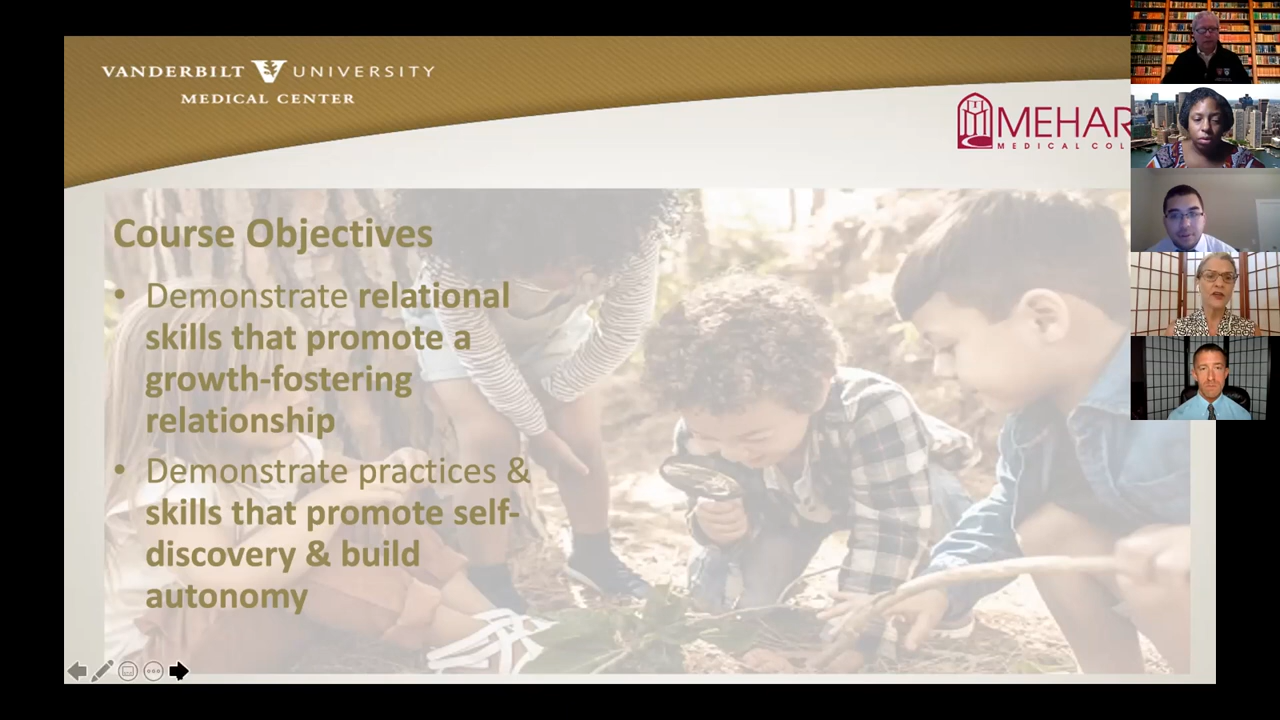 VANDERBILT UNIVERSITY
MEDICAL CENTER
MEHAR
MEDICAL COL
Course Objectives
• Demonstrate relational
skills that promote a
growth-fostering
relationship
• Demonstrate practices &
skills that promote self-
discovery & build
autonomy